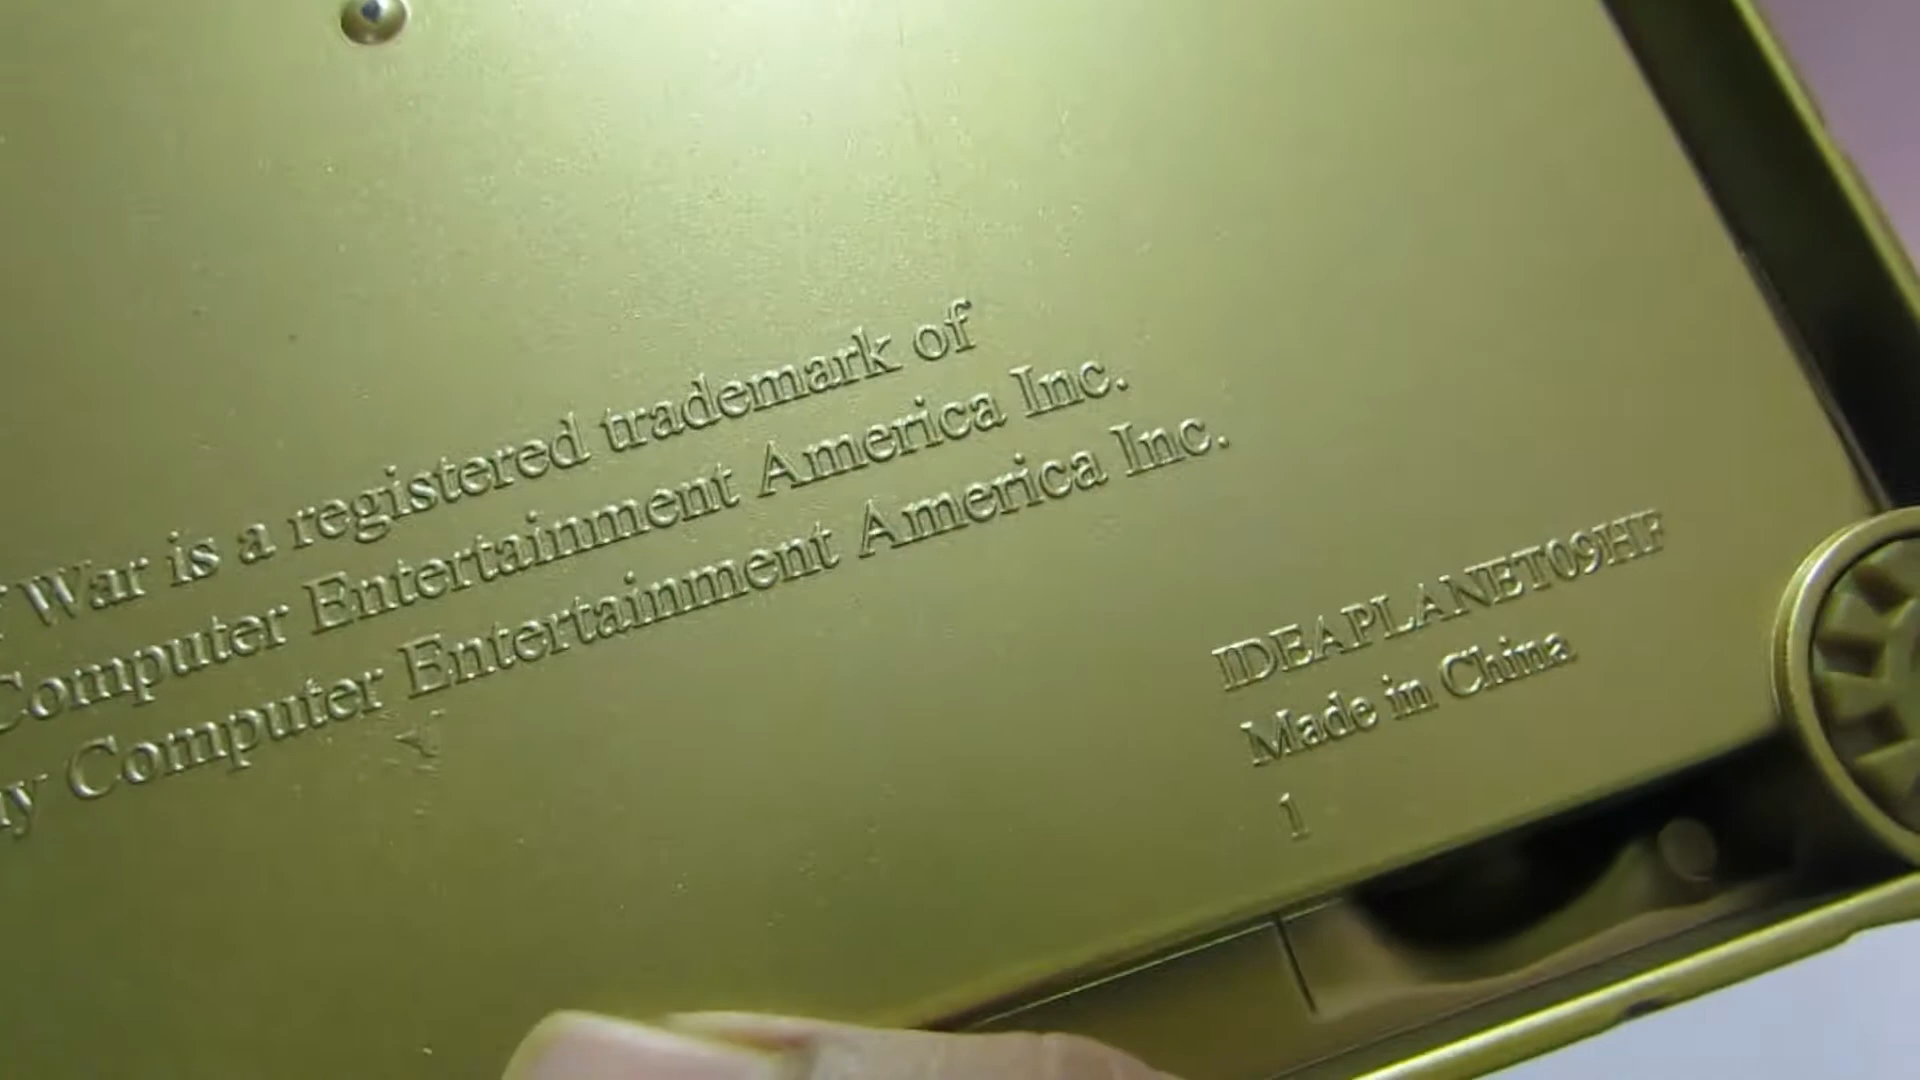 War is a registered trademark of
Computer Entertainment America Inc.
Computer Entertainment America Inc.
IDEAPLANET09HF
Made in China
1